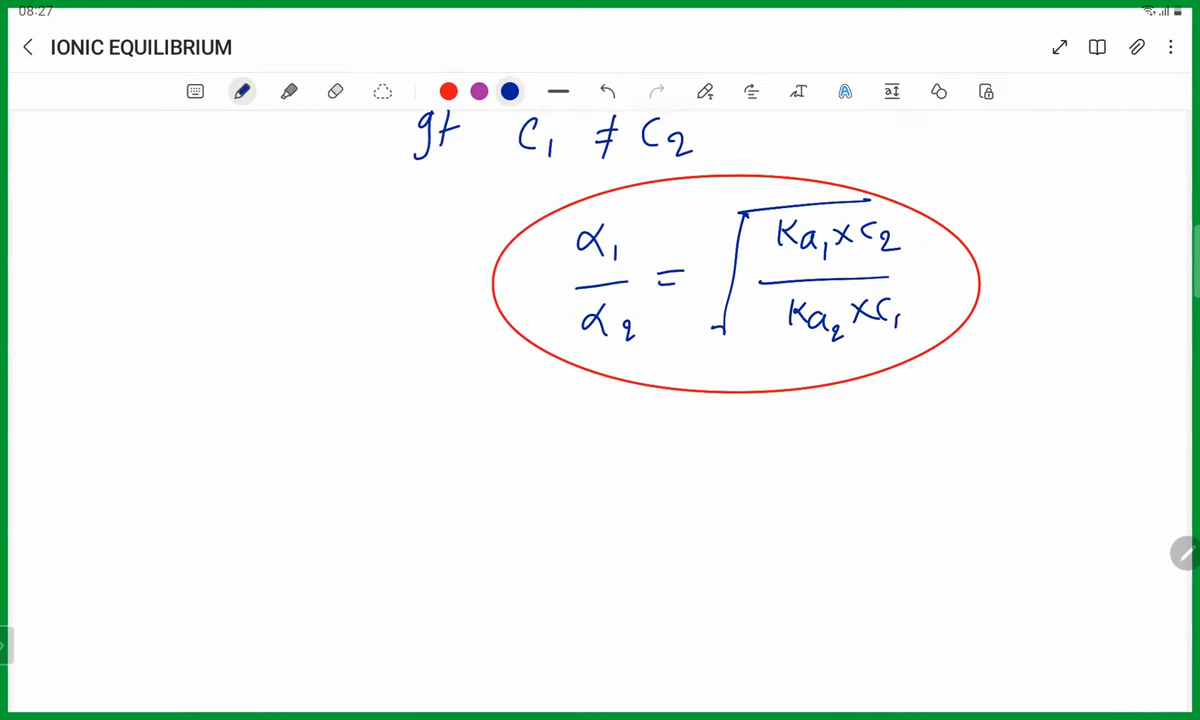 08:27
IONIC EQUILIBRIUM
If C₁ ≠ C₂
α₁/α₂ = √(Ka₁×C₂/Ka₂×C₁)